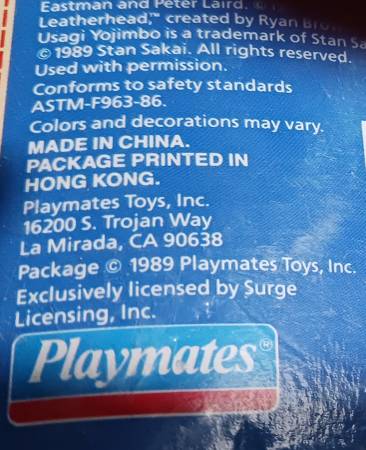 Eastman and Peter Laird. ©
Leatherhead,™ created by Ryan
Usagi Yojimbo is a trademark of Stan
© 1989 Stan Sakai. All rights reserved.
Used with permission.
Conforms to safety standards
ASTM-F963-86.
Colors and decorations may vary.
MADE IN CHINA.
PACKAGE PRINTED IN
HONG KONG.
Playmates Toys, Inc.
16200 S. Trojan Way
La Mirada, CA 90638
Package © 1989 Playmates Toys, Inc.
Exclusively licensed by Surge
Licensing, Inc.
Playmates®